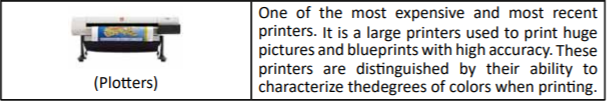 (Plotters)
One of the most expensive and most recent
printers. It is a large printers used to print huge
pictures and blueprints with high accuracy. These
printers are distinguished by their ability to
characterize thedegrees of colors when printing.